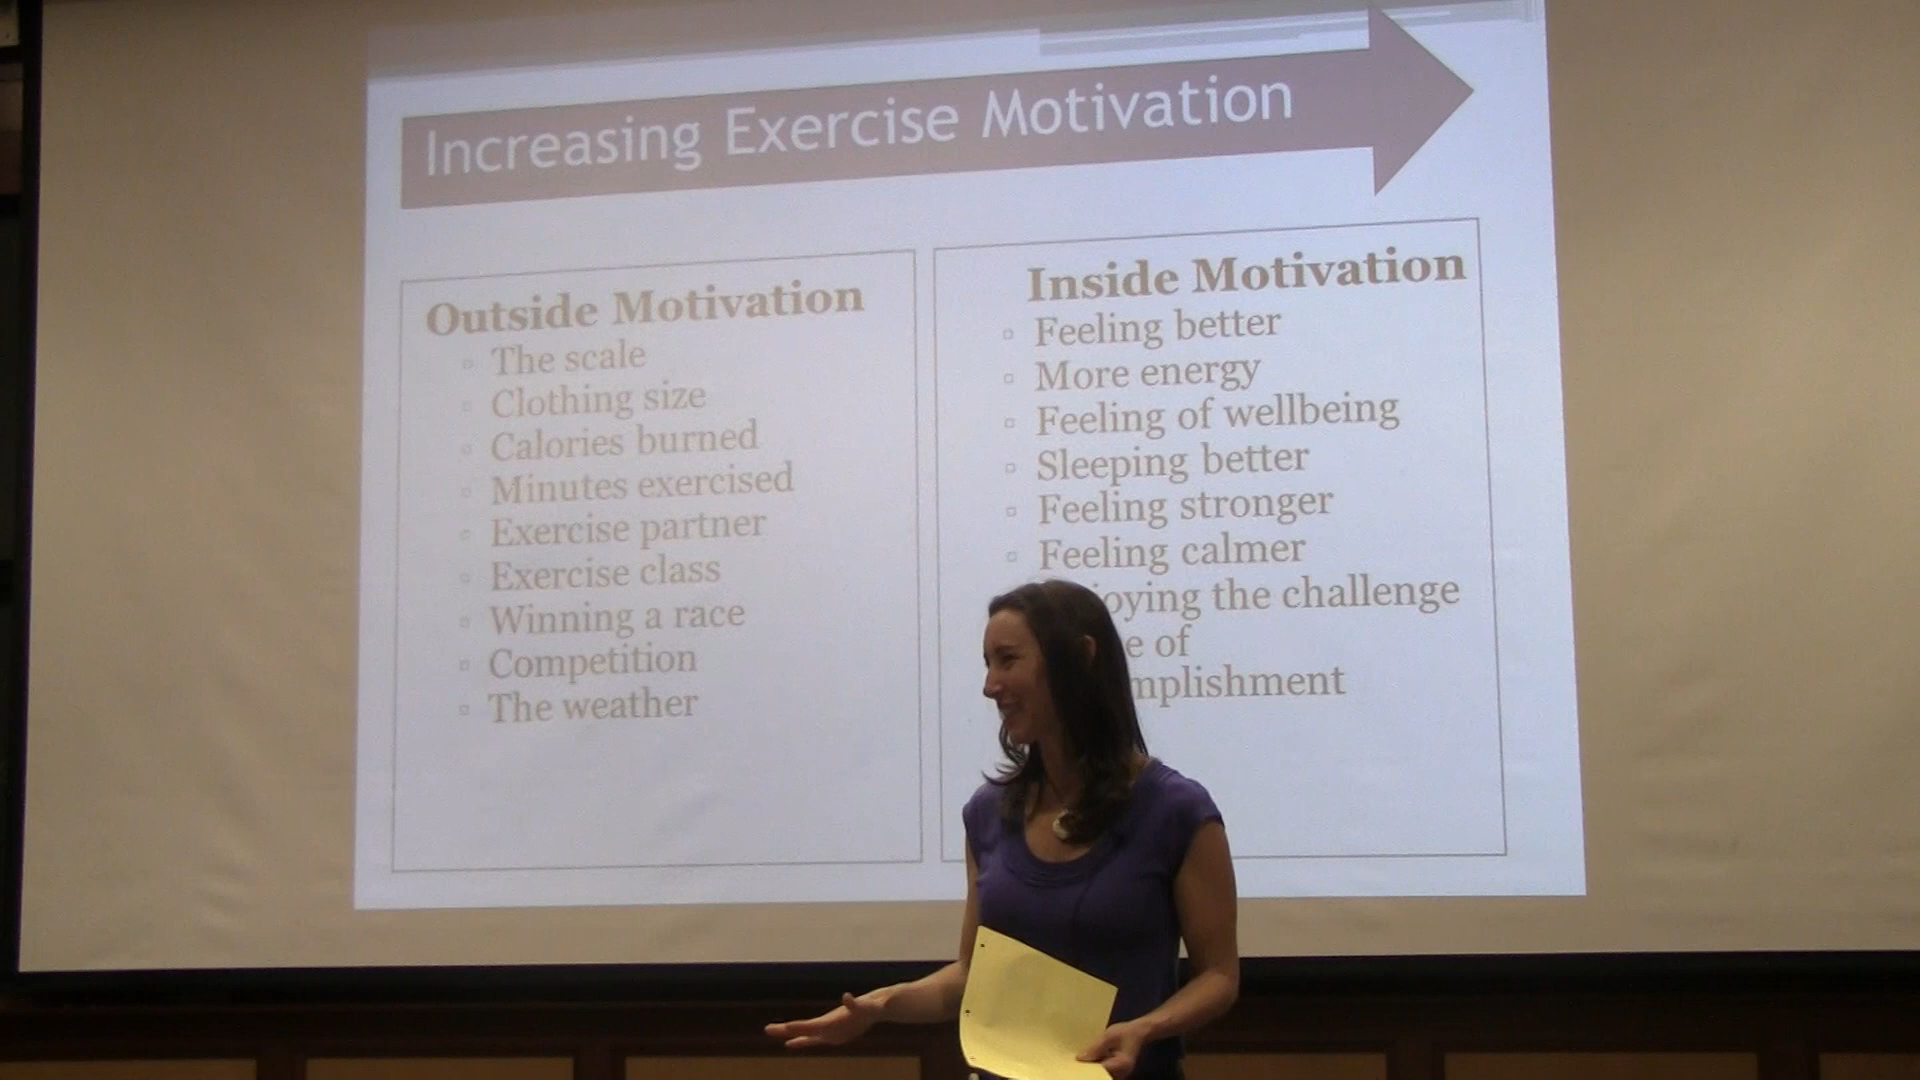 Increasing Exercise Motivation
Outside Motivation
The scale
Clothing size
Calories burned
Minutes exercised
Exercise partner
Exercise class
Winning a race
Competition
The weather
Inside Motivation
Feeling better
More energy
Feeling of wellbeing
Sleeping better
Feeling stronger
Feeling calmer
oying the challenge
e of
mplishment